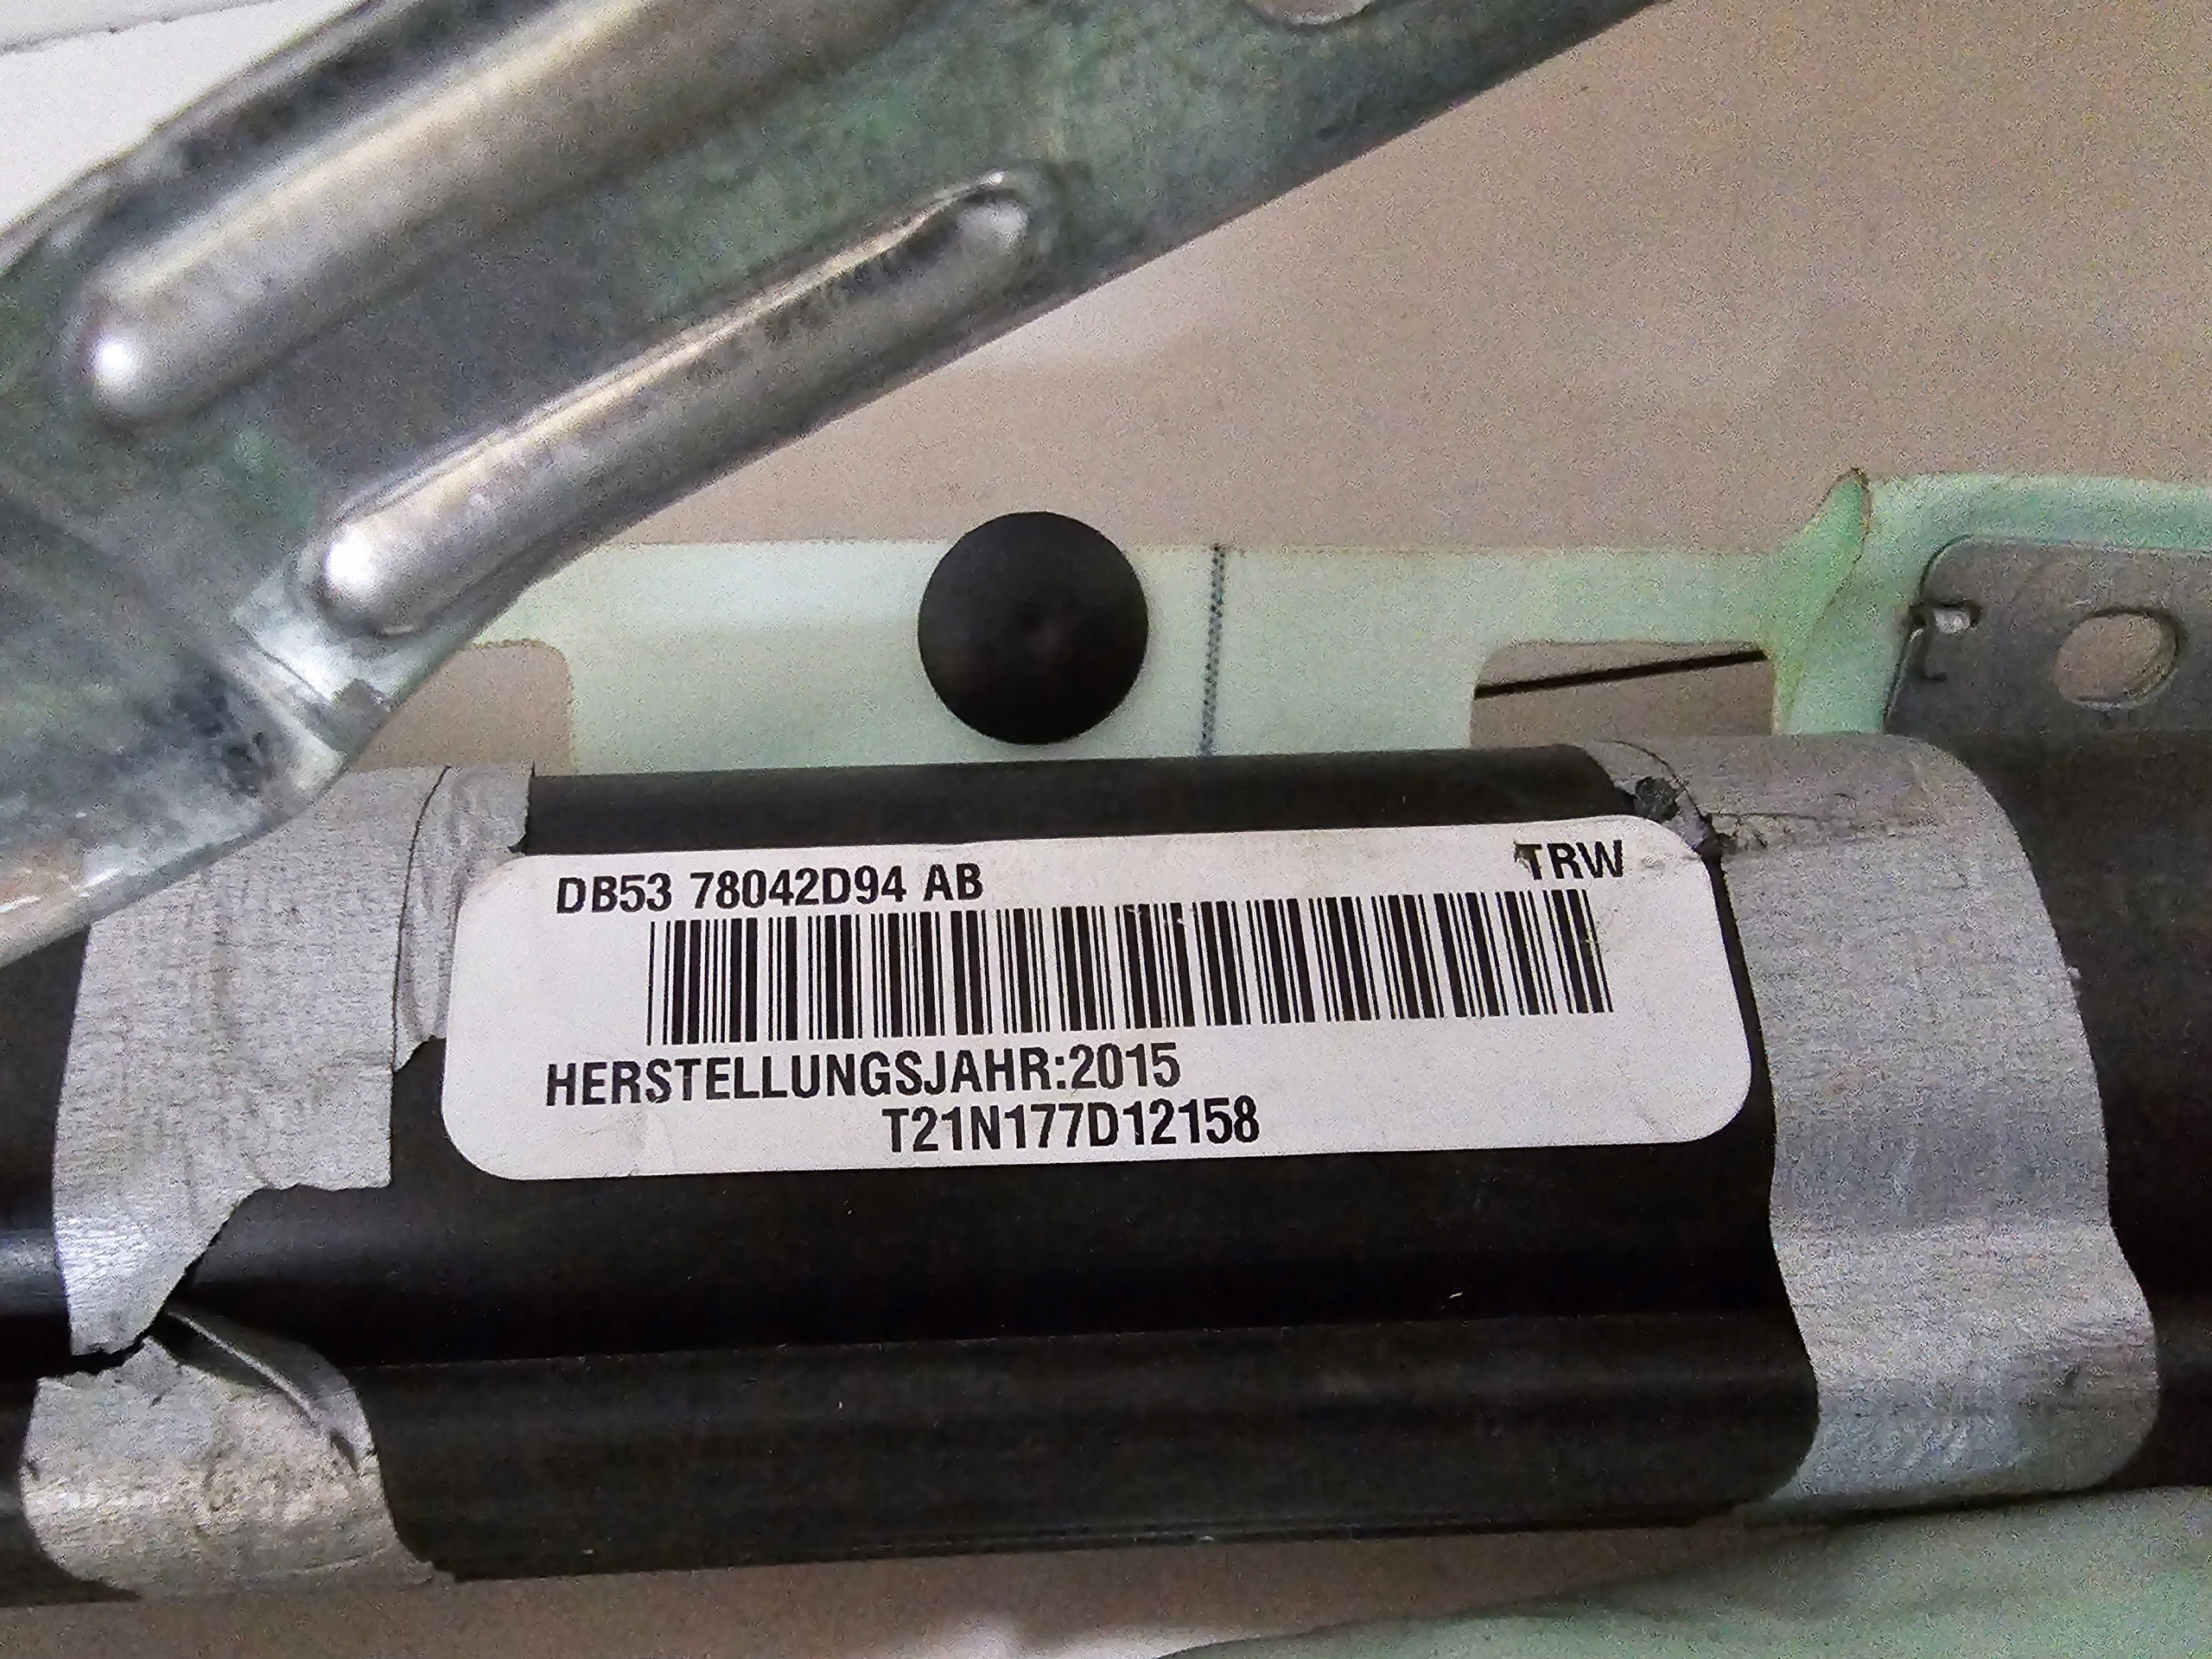 DB53 78042D94 AB TRW
HERSTELLUNGSJAHR:2015
T21N177D12158